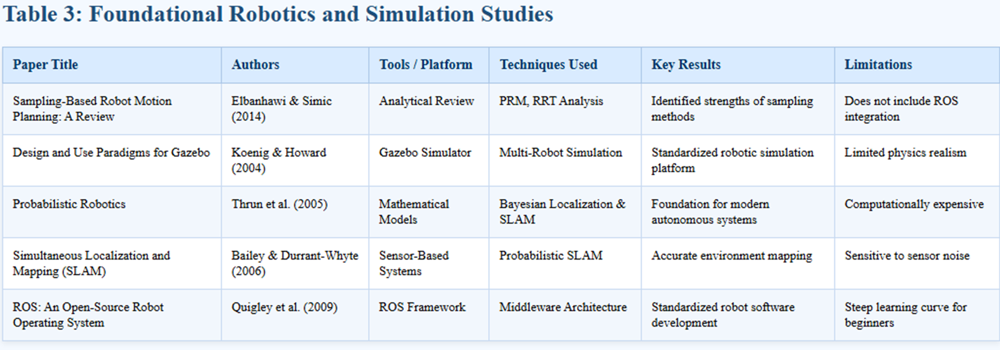 Table 3: Foundational Robotics and Simulation Studies
Paper Title Authors Tools / Platform Techniques Used Key Results Limitations
Sampling-Based Robot Motion Elbanhawi & Simic Analytical Review PRM, RRT Analysis Identified strengths of sampling Does not include ROS
Planning: A Review (2014) methods integration
Design and Use Paradigms for Gazebo Koenig & Howard Gazebo Simulator Multi-Robot Simulation Standardized robotic simulation Limited physics realism
(2004) platform
Probabilistic Robotics Thrun et al. (2005) Mathematical Bayesian Localization & Foundation for modern Computationally expensive
Models SLAM autonomous systems
Simultaneous Localization and Bailey & Durrant-Whyte Sensor-Based Probabilistic SLAM Accurate environment mapping Sensitive to sensor noise
Mapping (SLAM) (2006) Systems
ROS: An Open-Source Robot Quigley et al. (2009) ROS Framework Middleware Architecture Standardized robot software Steep learning curve for
Operating System development beginners